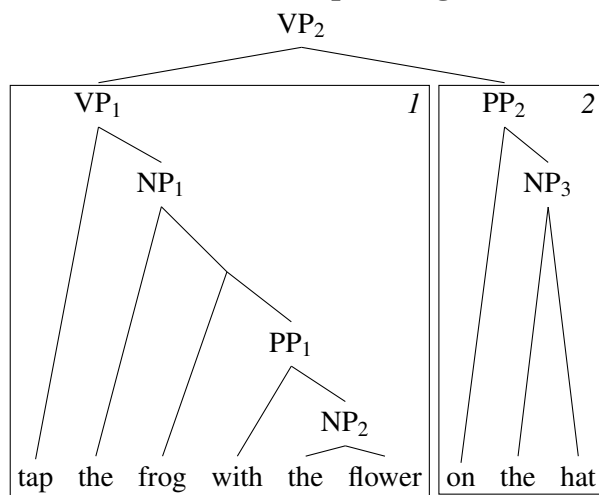 VP₂
VP₁ 1 PP₂ 2
NP₁ NP₃
PP₁
NP₂
tap the frog with the flower on the hat